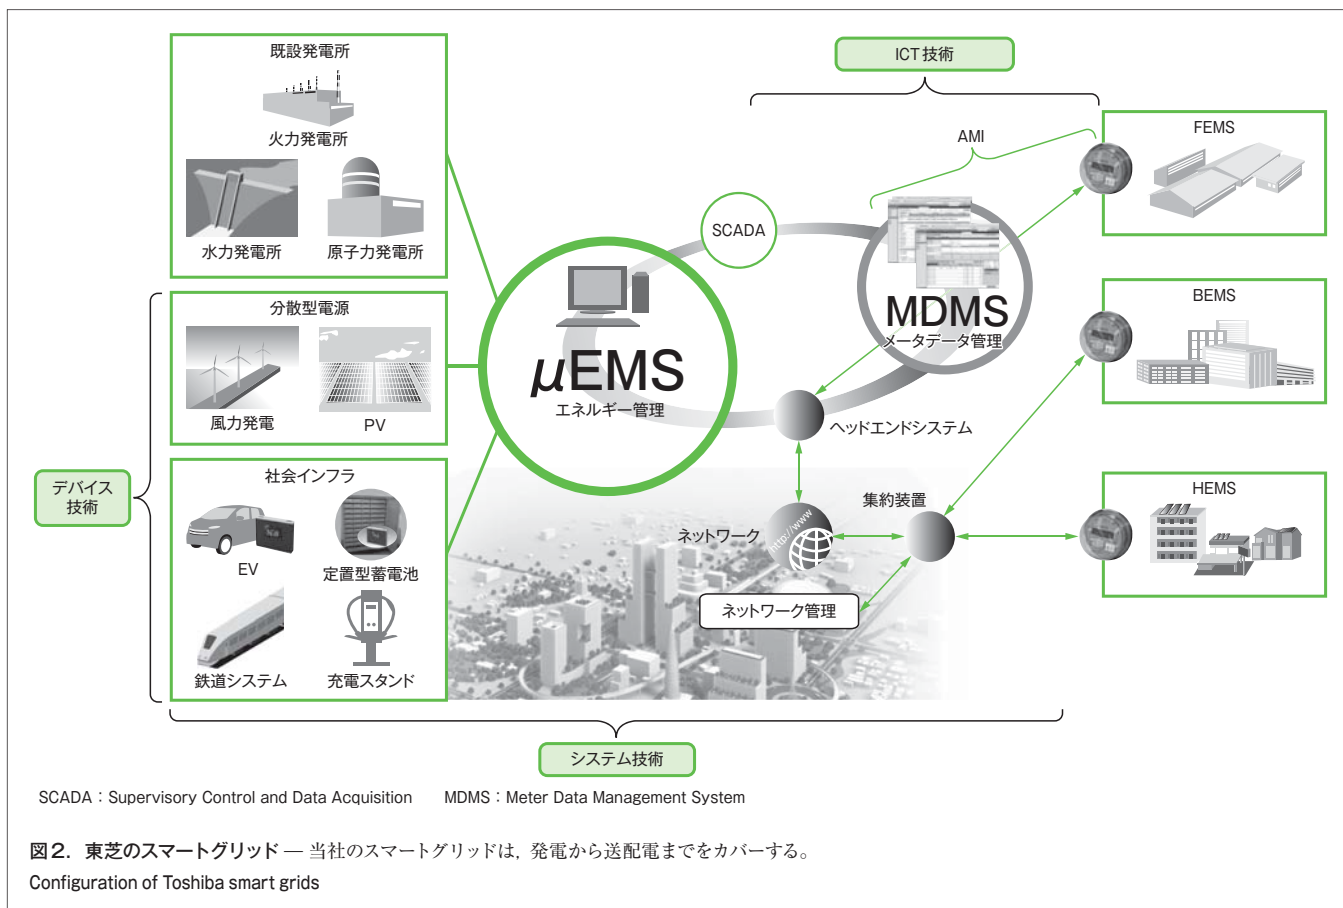 既設発電所
火力発電所
水力発電所
原子力発電所
分散型電源
風力発電
PV
デバイス
技術
社会インフラ
EV
定置型蓄電池
鉄道システム
充電スタンド
μEMS
エネルギー管理
SCADA
ICT技術
AMI
MDMS
メータデータ管理
ヘッドエンドシステム
集約装置
ネットワーク
http://www
ネットワーク管理
FEMS
BEMS
HEMS
システム技術
SCADA：Supervisory Control and Data Acquisition MDMS：Meter Data Management System
図2. 東芝のスマートグリッド — 当社のスマートグリッドは，発電から送配電までをカバーする。
Configuration of Toshiba smart grids